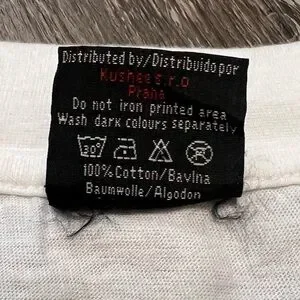 Distributed by/Distribuido por
Kushee s r.o
Praha
Do not iron printed area
Wash dark colours separately
30°
100% Cotton/Bavlna
Baumwolle/Algodon